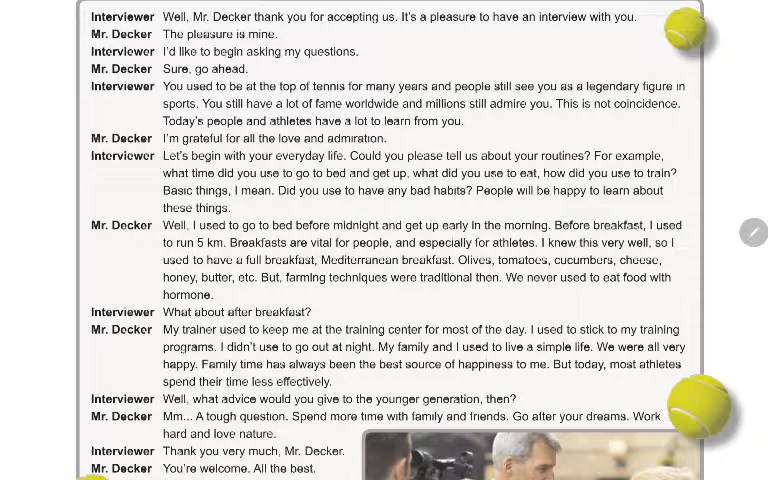 Interviewer Well, Mr. Decker thank you for accepting us. It's a pleasure to have an interview with you.
Mr. Decker The pleasure is mine.
Interviewer I'd like to begin asking my questions.
Mr. Decker Sure, go ahead.
Interviewer You used to be at the top of tennis for many years and people still see you as a legendary figure in
sports. You still have a lot of fame worldwide and millions still admire you. This is not coincidence.
Today's people and athletes have a lot to learn from you.
Mr. Decker I'm grateful for all the love and admiration.
Interviewer Let's begin with your everyday life. Could you please tell us about your routines? For example,
what time did you use to go to bed and get up, what did you use to eat, how did you use to train?
Basic things, I mean. Did you use to have any bad habits? People will be happy to learn about
these things.
Mr. Decker Well, I used to go to bed before midnight and get up early in the morning. Before breakfast, I used
to run 5 km. Breakfasts are vital for people, and especially for athletes. I knew this very well, so I
used to have a full breakfast, Mediterranean breakfast. Olives, tomatoes, cucumbers, cheese,
honey, butter, etc. But, farming techniques were traditional then. We never used to eat food with
hormone.
Interviewer What about after breakfast?
Mr. Decker My trainer used to keep me at the training center for most of the day. I used to stick to my training
programs. I didn't use to go out at night. My family and I used to live a simple life. We were all very
happy. Family time has always been the best source of happiness to me. But today, most athletes
spend their time less effectively.
Interviewer Well, what advice would you give to the younger generation, then?
Mr. Decker Mm... A tough question. Spend more time with family and friends. Go after your dreams. Work
hard and love nature.
Interviewer Thank you very much, Mr. Decker.
Mr. Decker You're welcome. All the best.